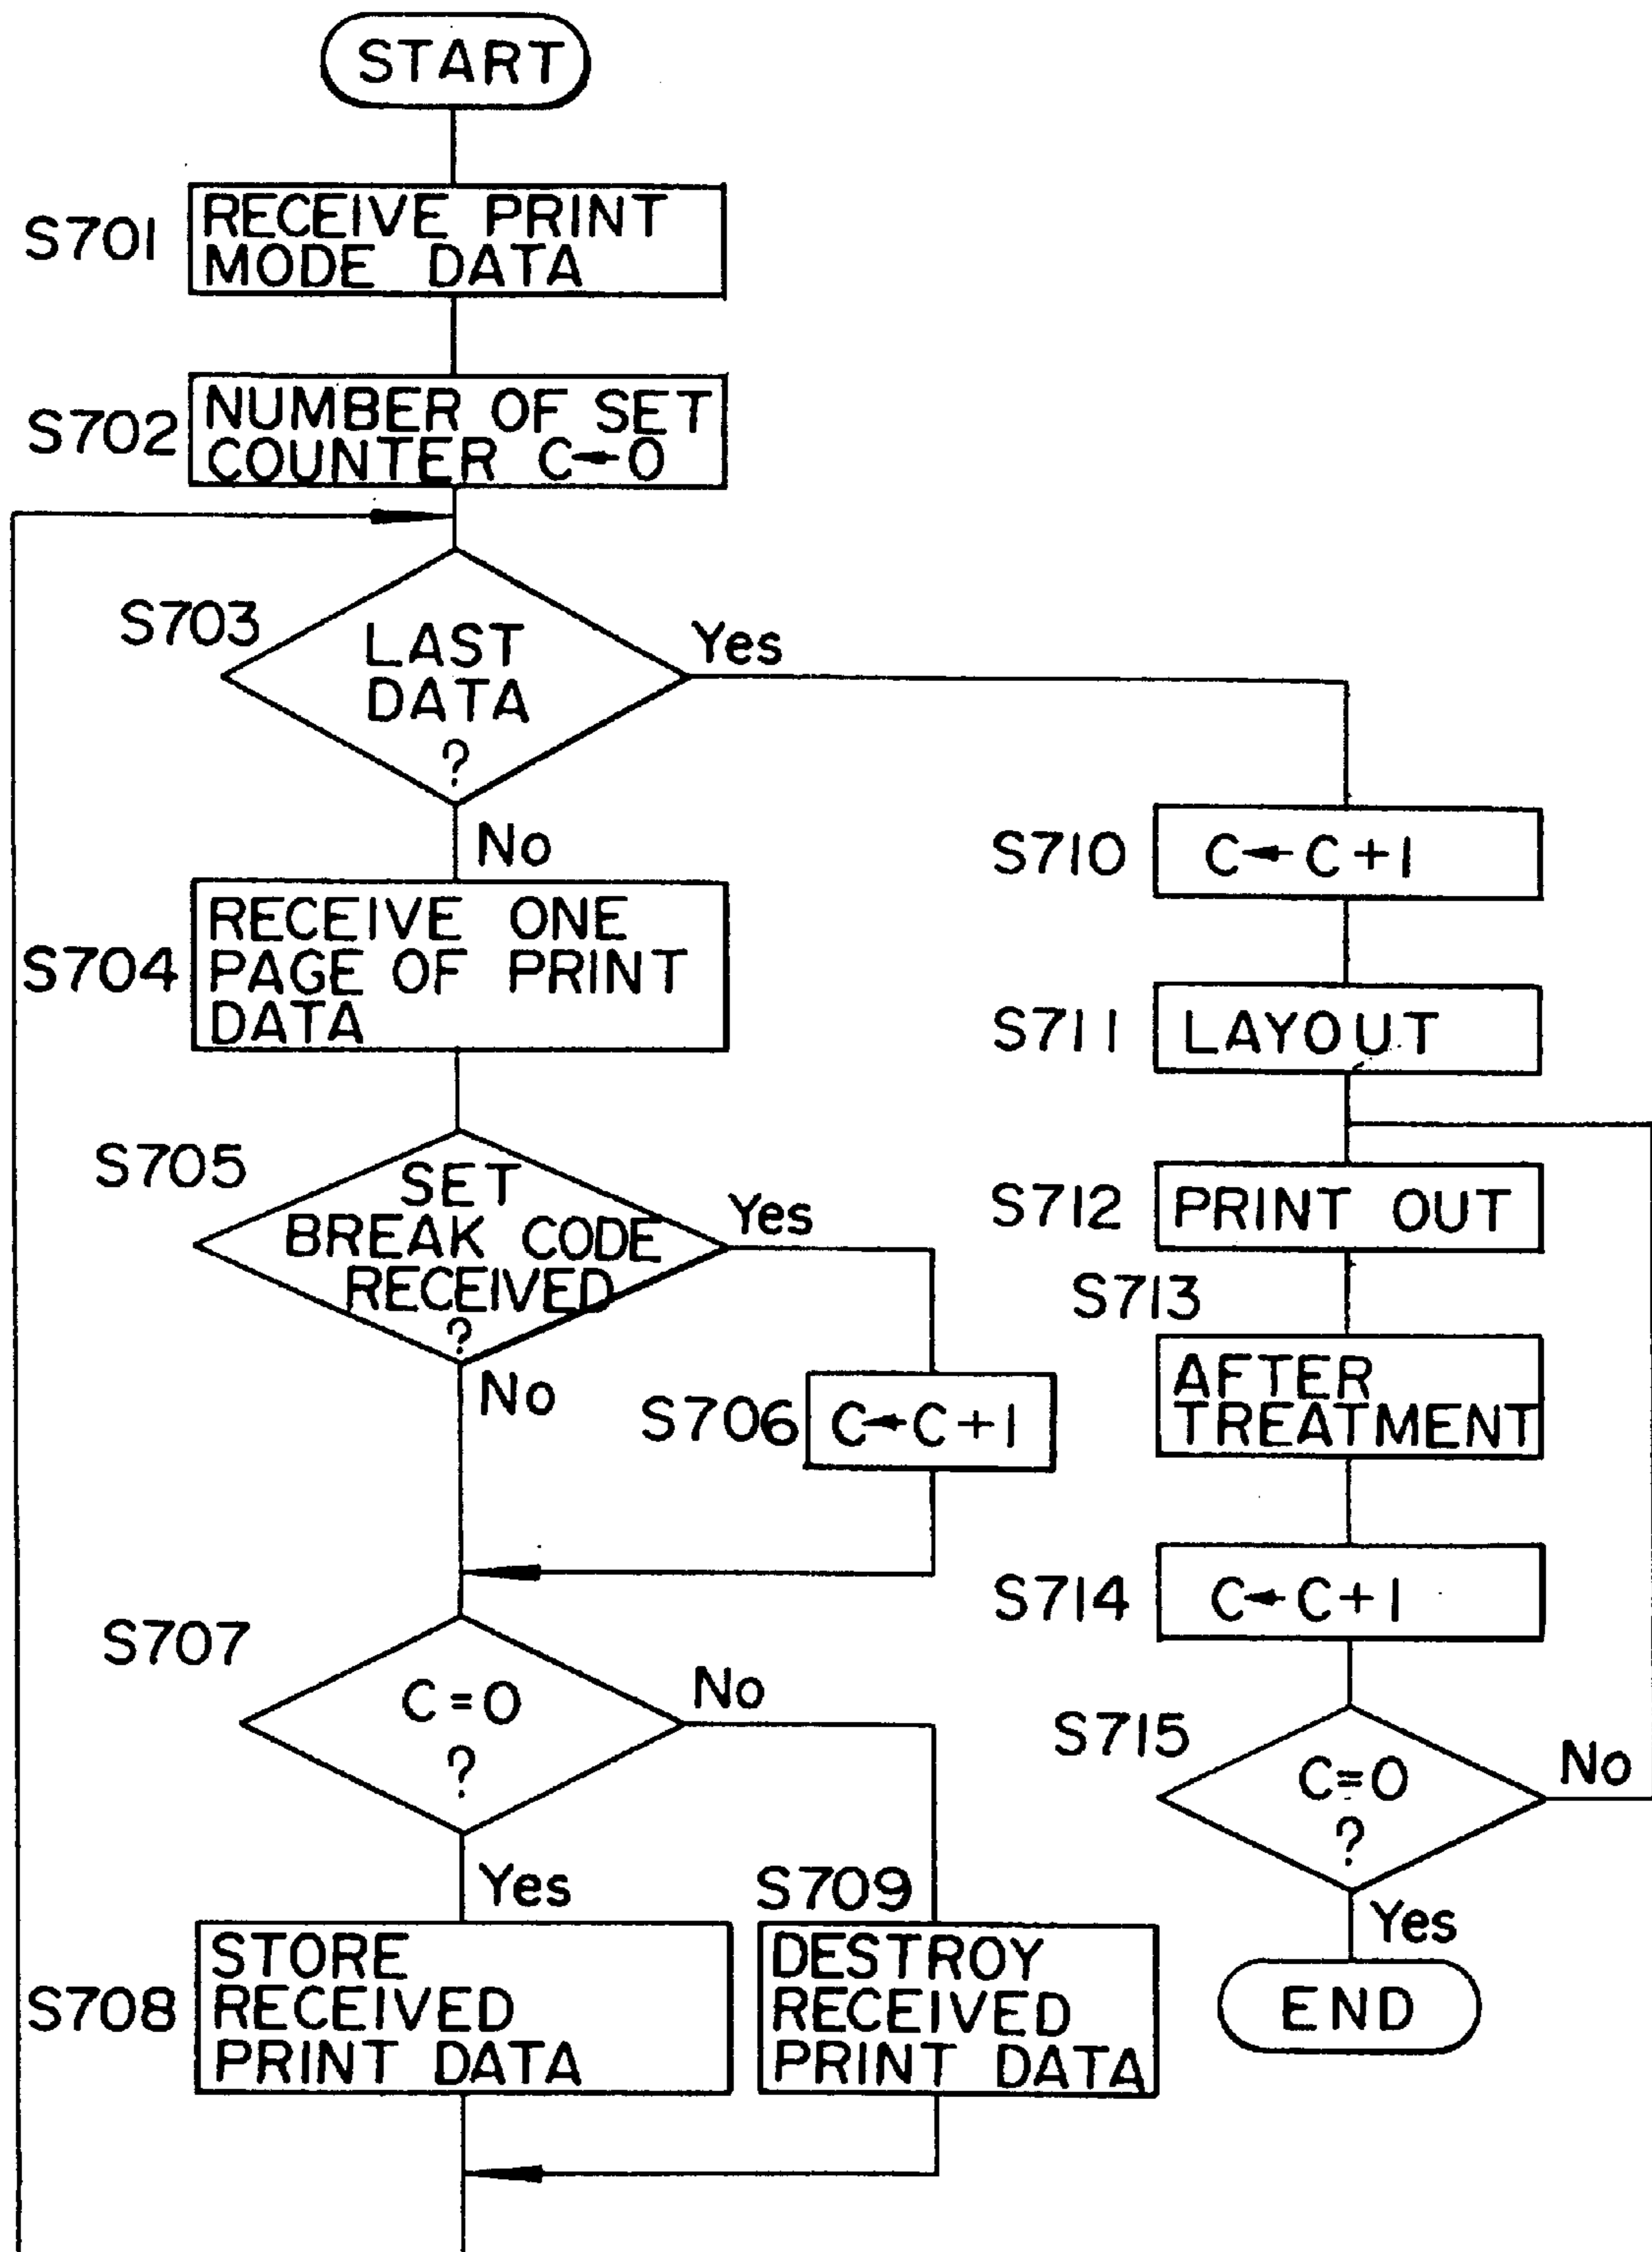 START
S701
RECEIVE PRINT
MODE DATA
S702
NUMBER OF SET
COUNTER C←0
S703
LAST
DATA
?
Yes
No
S704
RECEIVE ONE
PAGE OF PRINT
DATA
S705
SET
BREAK CODE
RECEIVED
?
Yes
No
S706
C←C+1
S707
C=0
?
No
Yes
S708
STORE
RECEIVED
PRINT DATA
S709
DESTROY
RECEIVED
PRINT DATA
S710
C←C+1
S711
LAYOUT
S712
PRINT OUT
S713
AFTER
TREATMENT
S714
C←C+1
S715
C=0
?
No
Yes
END